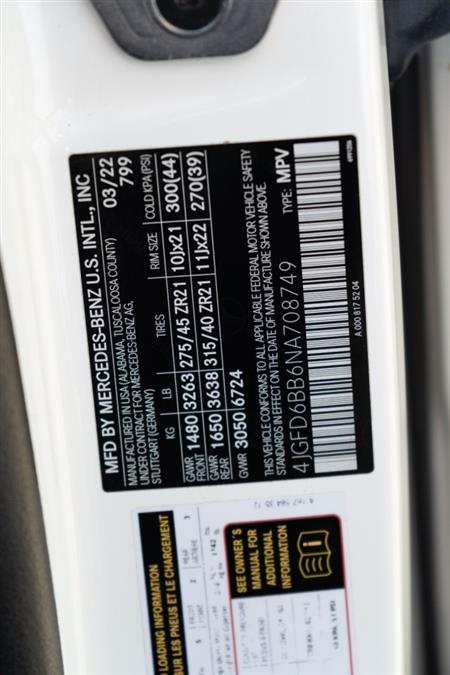 MFD BY MERCEDES-BENZ U.S. INTL., INC
MANUFACTURED IN USA (ALABAMA, TUSCALOOSA COUNTY) 03/22
UNDER CONTRACT FOR MERCEDES-BENZ AG, 799
STUTTGART (GERMANY)
KG LB TIRES RIM SIZE COLD KPA(PSI)
GAWR FRONT 1480 3263 275/45 ZR21 10Jx21 300(44)
GAWR REAR 1650 3638 315/40 ZR21 11Jx22 270(39)
GVWR 3050 6724
THIS VEHICLE CONFORMS TO ALL APPLICABLE FEDERAL MOTOR VEHICLE SAFETY
STANDARDS IN EFFECT ON THE DATE OF MANUFACTURE SHOWN ABOVE.
TYPE: MPV
4JGFD6BB6NA708749
A 000 817 52 04
LOADING INFORMATION
SUR LES PNEUS ET LE CHARGEMENT
FRONT 2 REAR 3
SEE OWNER'S
MANUAL FOR
ADDITIONAL
INFORMATION